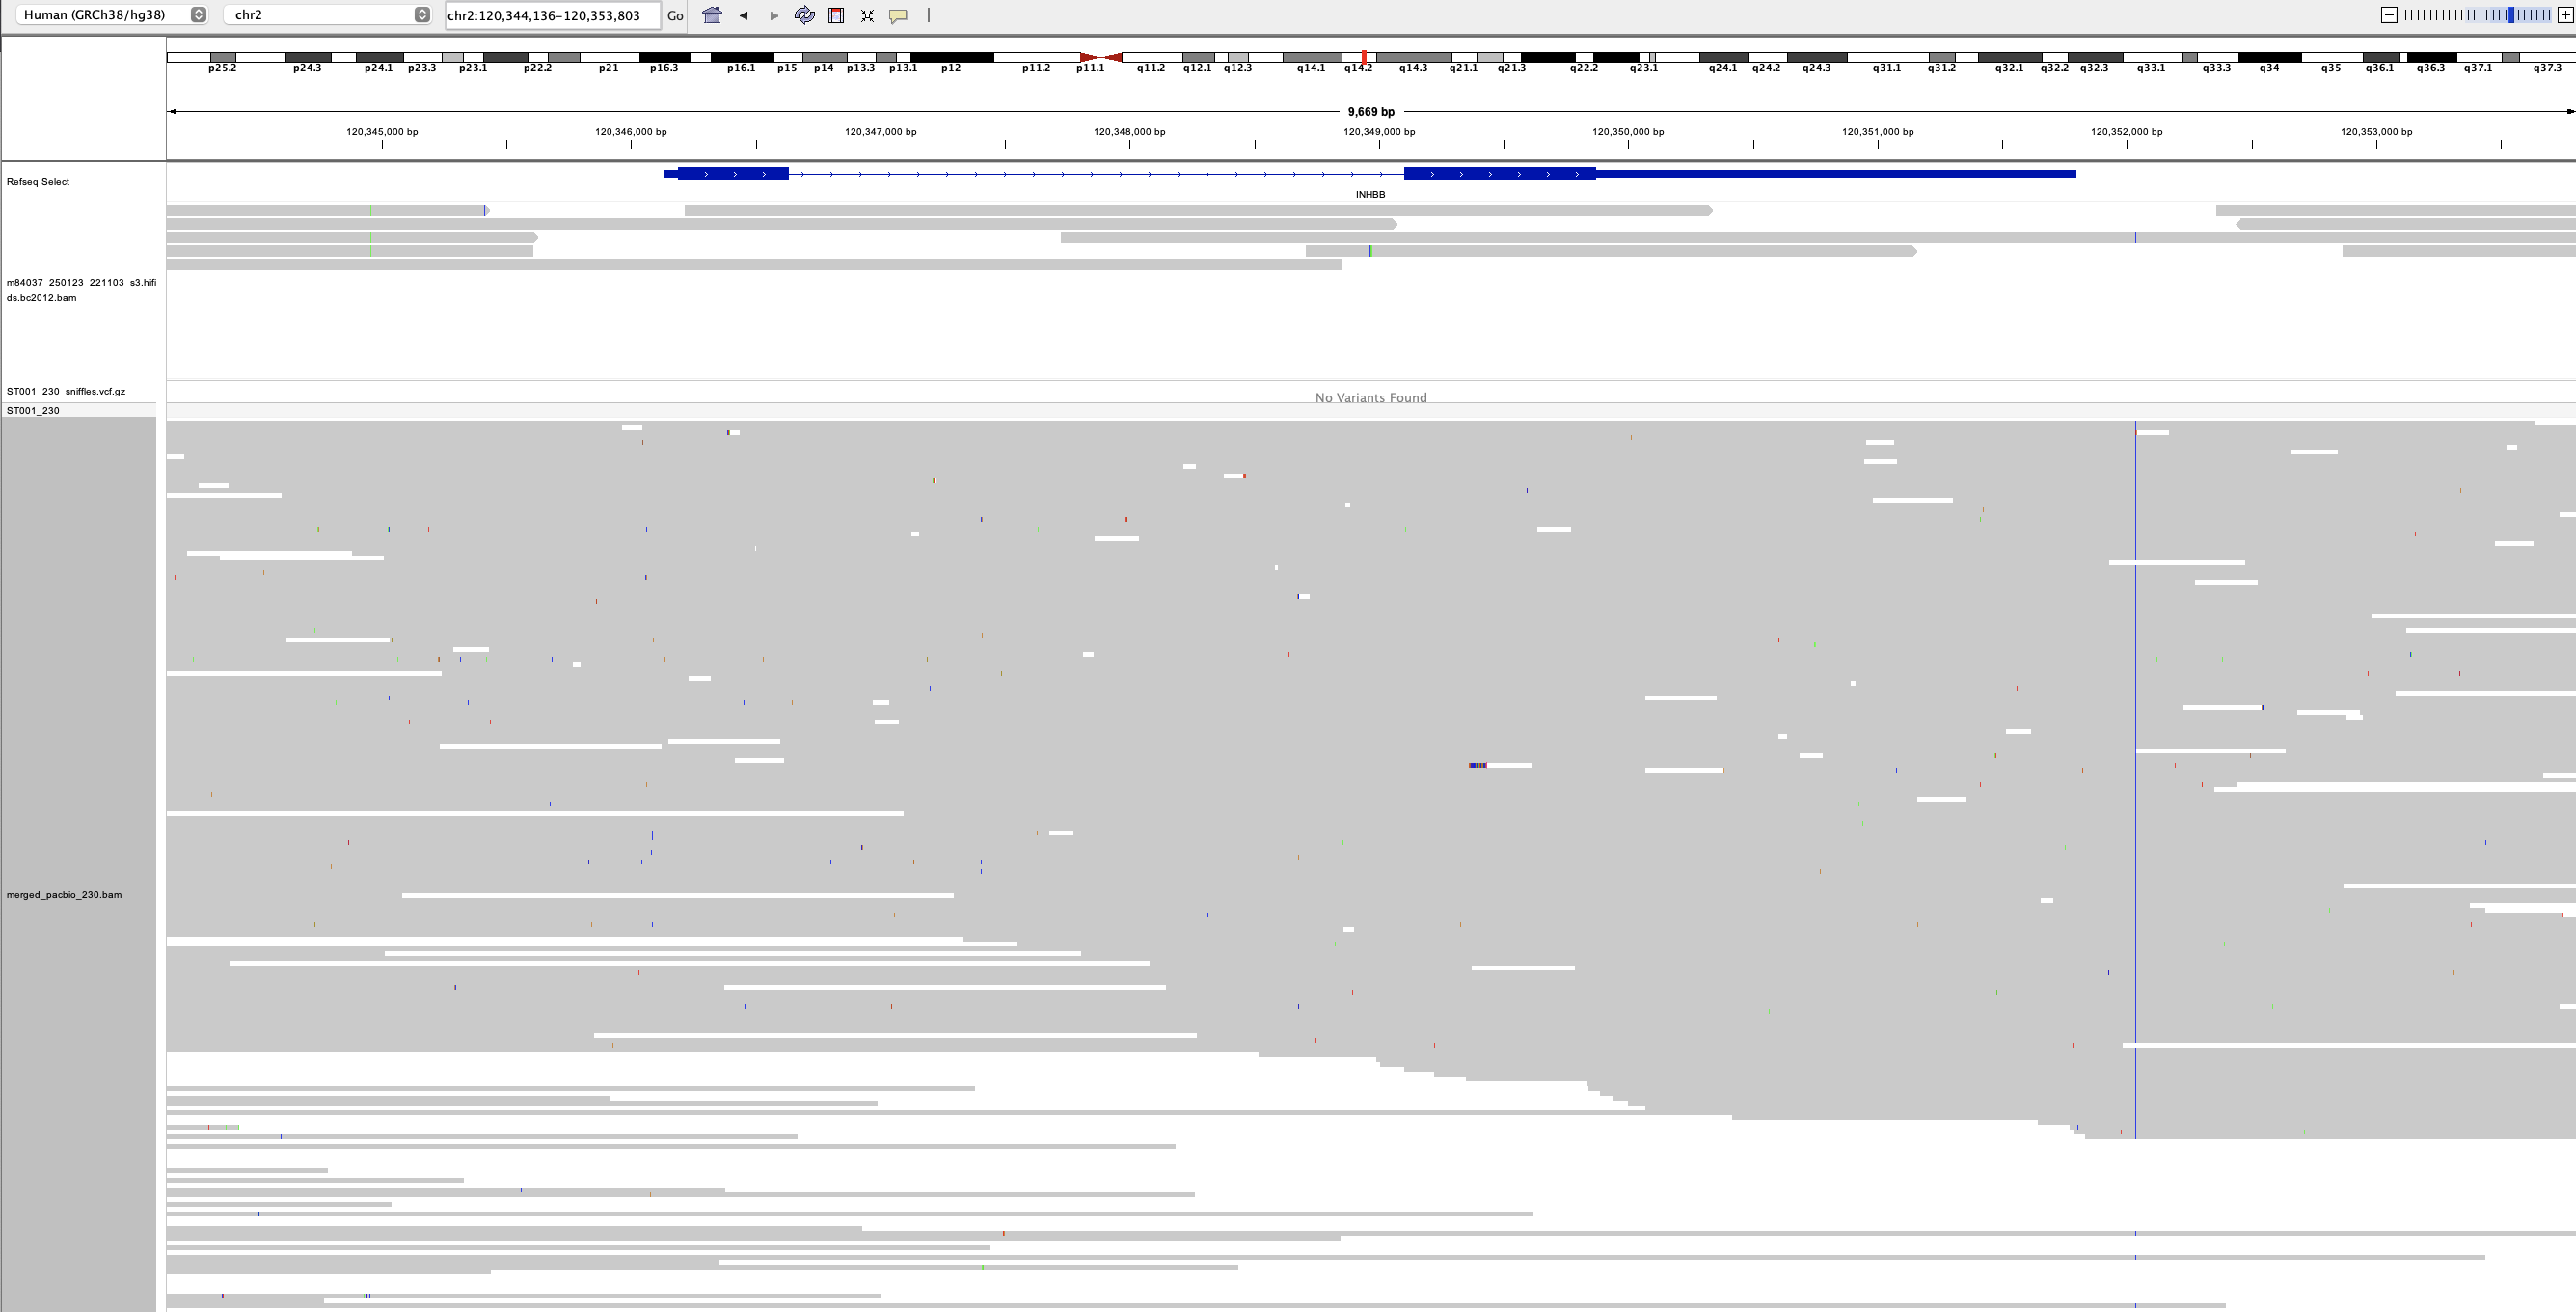 Human (GRCh38/hg38) chr2 chr2:120,344,136-120,353,803 Go
p25.2 p24.3 p24.1 p23.3 p23.1 p22.2 p21 p16.3 p16.1 p15 p14 p13.3 p13.1 p12 p11.2 p11.1 q11.2 q12.1 q12.3 q14.1 q14.2 q14.3 q21.1 q21.3 q22.2 q23.1 q24.1 q24.2 q24.3 q31.1 q31.2 q32.1 q32.2 q32.3 q33.1 q33.3 q34 q35 q36.1 q36.3 q37.1 q37.3
9,669 bp
120,345,000 bp 120,346,000 bp 120,347,000 bp 120,348,000 bp 120,349,000 bp 120,350,000 bp 120,351,000 bp 120,352,000 bp 120,353,000 bp
Refseq Select
INHBB
m84037_250123_221103_s3.hifi
ds.bc2012.bam
ST001_230_sniffles.vcf.gz
No Variants Found
ST001_230
merged_pacbio_230.bam